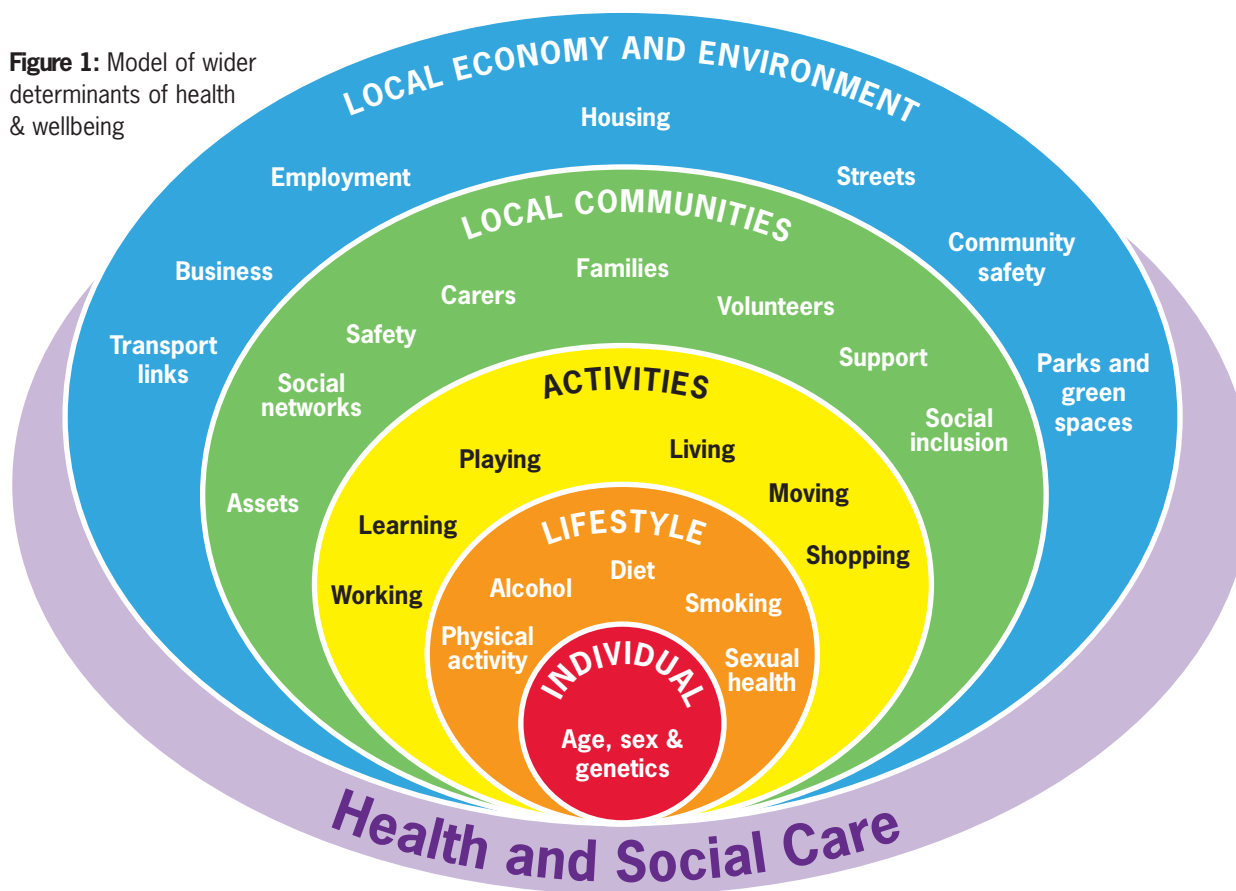 Figure 1: Model of wider
determinants of health
& wellbeing
LOCAL ECONOMY AND ENVIRONMENT
Housing
Employment
Streets
Business
Community
safety
Transport
links
Parks and
green
spaces
LOCAL COMMUNITIES
Families
Carers
Volunteers
Safety
Support
Social
networks
Social
inclusion
Assets
ACTIVITIES
Playing
Living
Moving
Learning
Shopping
Working
LIFESTYLE
Diet
Alcohol
Smoking
Physical
activity
Sexual
health
INDIVIDUAL
Age, sex &
genetics
Health and Social Care